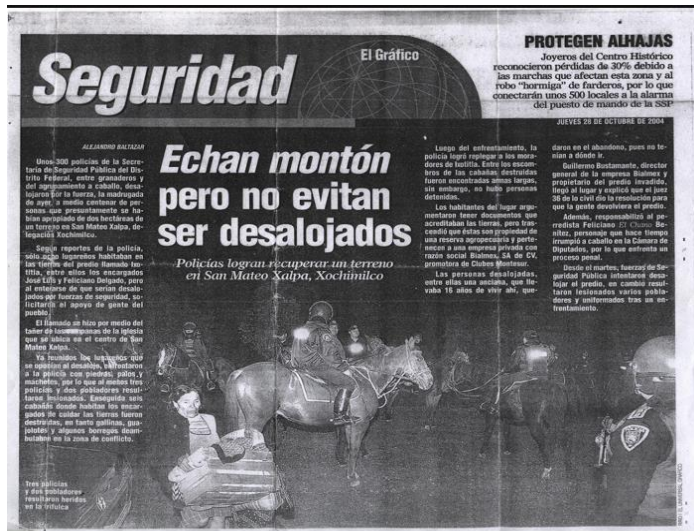 Seguridad
El Gráfico
PROTEGEN ALHAJAS
Joyeros del Centro Histórico
reconocieron pérdidas de 30% debido a
las marchas que afectan esta zona y al
robo "hormiga" de farderos, por lo que
conectarán unos 500 locales a la alarma
del puesto de mando de la SSP
JUEVES 28 DE OCTUBRE DE 2004
Echan montón
pero no evitan
ser desalojados
Policías logran recuperar un terreno
en San Mateo Xalpa, Xochimilco
ALEJANDRO BALTAZAR
Unos 300 policías de la Secre-
taría de Seguridad Pública del Dis-
trito Federal, entre granaderos y
del agrupamiento a caballo, desa-
lojaron por la fuerza, la madrugada
de ayer, a medio centenar de per-
sonas que presuntamente se ha-
bían apropiado de dos hectáreas de
un terreno en San Mateo Xalpa, de-
legación Xochimilco.
Según reportes de la policía,
sólo ocho lugareños habitaban en
las tierras del predio llamado
titla, entre ellos los encargados
José Luis y Feliciano Delgado, pero
al enterarse de que serían desalo-
jados por fuerzas de seguridad, so-
licitaron el apoyo de gente del
pueblo.
El llamado se hizo por medio del
tañer de las campanas de la iglesia
que se ubica en el centro de San
Mateo Xalpa.
Ya reunidos los lugareños que
se oponían al desalojo, enfrentaron
a la policía con piedras, palos y
machetes, por lo que al menos tres
policías y dos pobladores resul-
taron lesionados. Enseguida seis
cabañas donde habitan los encar-
gados de cuidar las tierras fueron
destruidas, en tanto gallinas, gua-
jolotes y algunos borregos deam-
bulaban en la zona de conflicto.
Luego del enfrentamiento, la
policía logró replegar a los mora-
dores de Los escom-
bros de las cabañas destruidas
fueron encontradas armas largas,
sin embargo, no hubo personas
detenidas.
Los habitantes del lugar argu-
mentaron tener documentos que
acreditaban las tierras, pero tras-
cendió que éstas son propiedad de
una reserva agropecuaria y perte-
necen a una empresa privada con
razón social Bialmex, SA de CV,
promotora de Clubes
Las personas desalojadas,
entre ellas una anciana, que lle-
vaba 16 años de vivir ahí, que-
daron en el abandono, pues no te-
nían a dónde ir.
Guillermo Bustamante, director
general de la empresa Bialmex y
propietario del predio invadido,
llegó al lugar y explicó que el juez
36 de lo civil dio la resolución para
que la gente devolviera el predio.
Además, responsabilizó al pe-
rredista Feliciano El Chano Be-
nítez, personaje que hace tiempo
irrumpió a caballo en la Cámara de
Diputados, por lo que enfrenta un
proceso penal.
Desde el martes, fuerzas de Se-
guridad Pública intentaron desa-
lojar el predio, en cambio resul-
taron lesionados varios pobla-
dores y uniformados tras un en-
frentamiento.
Tres policías
y dos pobladores
resultaron heridos
en la trifulca
EL UNIVERSAL GRÁFICO